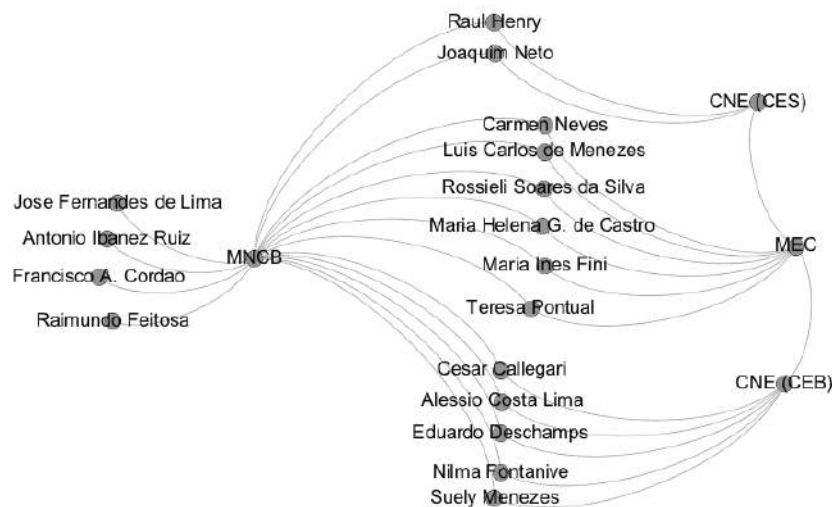 Raul Henry
Joaquim Neto
CNE (CES)
Carmen Neves
Luis Carlos de Menezes
Rossieli Soares da Silva
Jose Fernandes de Lima
Maria Helena G. de Castro
Antonio Ibanez Ruiz
MNCB
MEC
Maria Ines Fini
Francisco A. Cordao
Teresa Pontual
Raimundo Feitosa
Cesar Callegari
CNE (CEB)
Alessio Costa Lima
Eduardo Deschamps
Nilma Fontanive
Suely Menezes